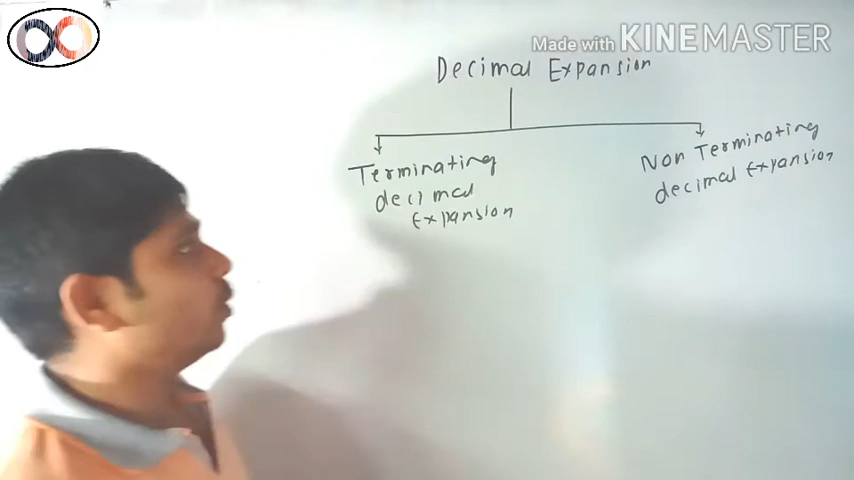 Made with KINEMASTER
Decimal Expansion
Terminating
decimal
Expansion
Non Terminating
decimal Expansion